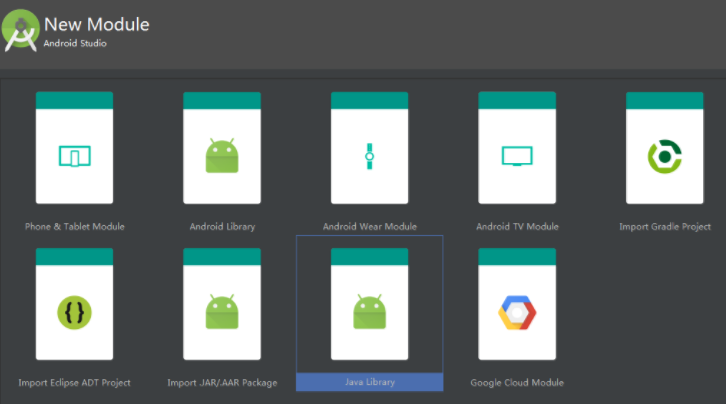 New Module
Android Studio
Phone & Tablet Module
Android Library
Android Wear Module
Android TV Module
Import Gradle Project
Import Eclipse ADT Project
Import .JAR/.AAR Package
Java Library
Google Cloud Module